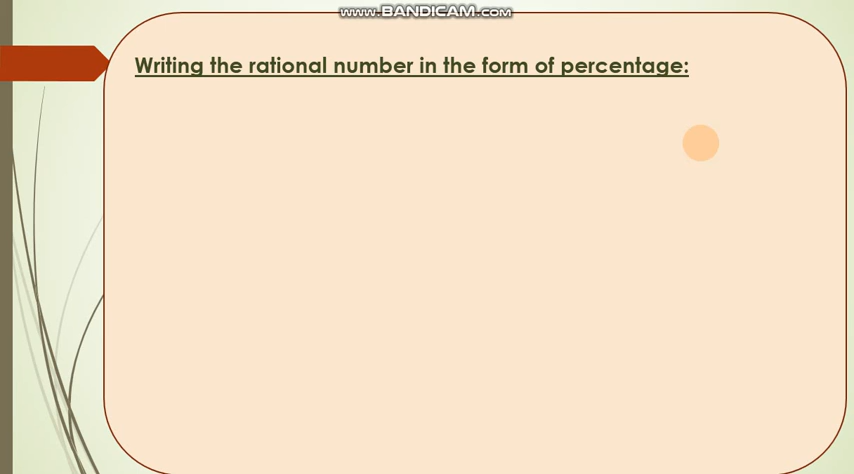 www.BANDICAM.com
Writing the rational number in the form of percentage: